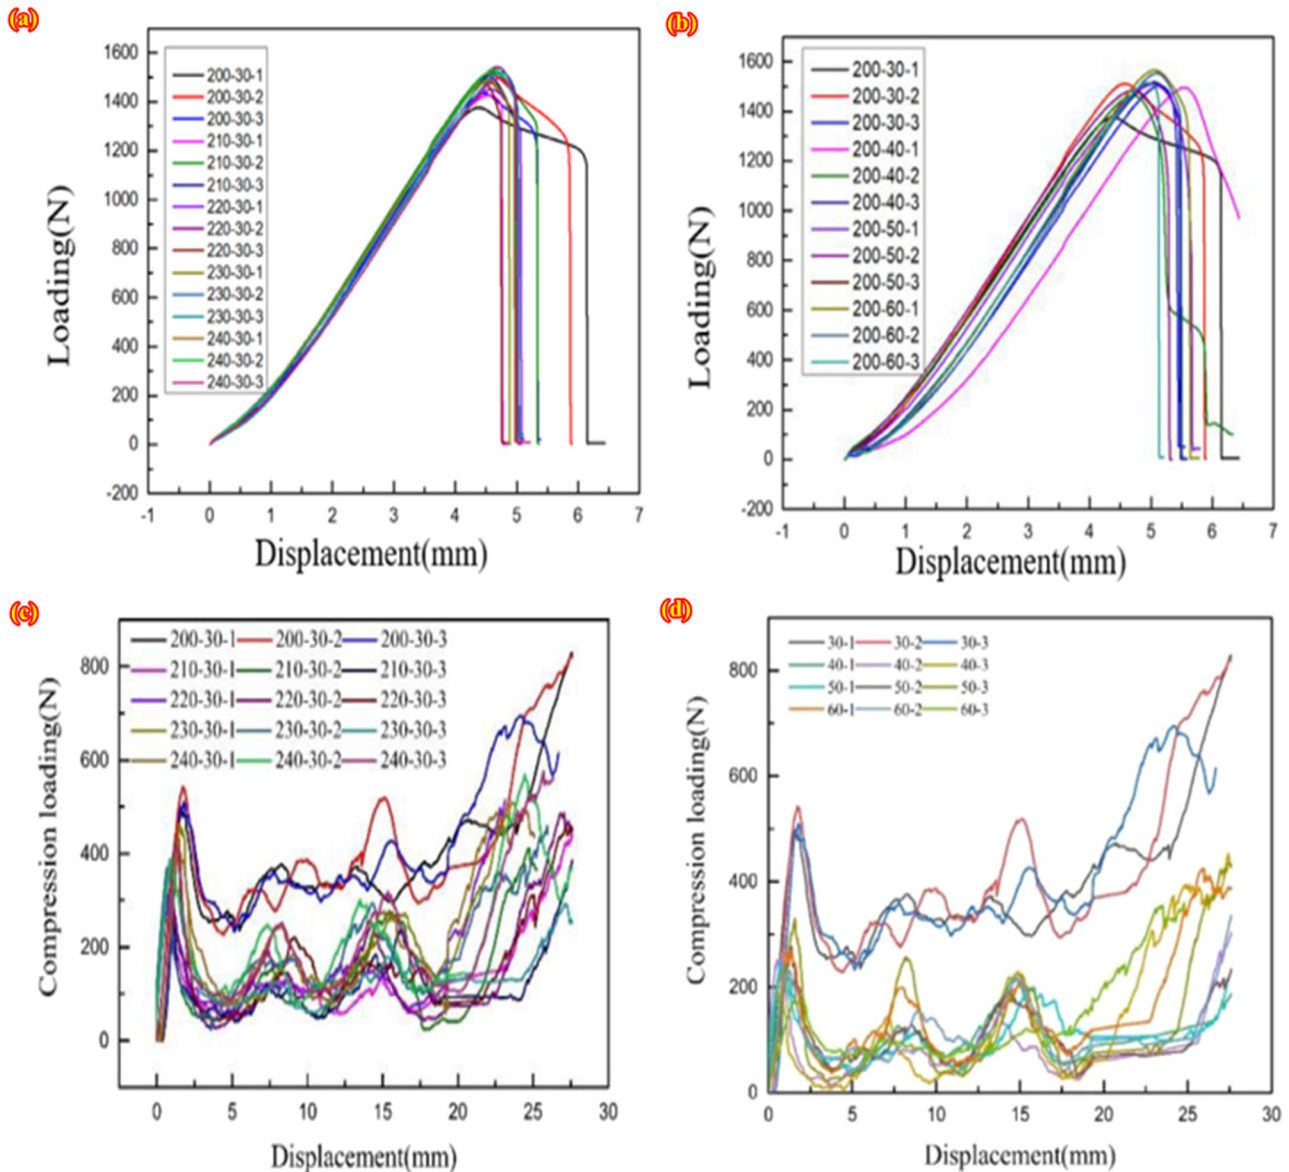 (a)
1600
1400
1200
1000
800
600
400
200
0
-200
Loading(N)
200-30-1
200-30-2
200-30-3
210-30-1
210-30-2
210-30-3
220-30-1
220-30-2
220-30-3
230-30-1
230-30-2
230-30-3
240-30-1
240-30-2
240-30-3
-1 0 1 2 3 4 5 6 7
Displacement(mm)
(b)
1600
1400
1200
1000
800
600
400
200
0
-200
Loading(N)
200-30-1
200-30-2
200-30-3
200-40-1
200-40-2
200-40-3
200-50-1
200-50-2
200-50-3
200-60-1
200-60-2
200-60-3
-1 0 1 2 3 4 5 6 7
Displacement(mm)
(c)
800
600
400
200
0
Compression loading(N)
200-30-1 200-30-2 200-30-3
210-30-1 210-30-2 210-30-3
220-30-1 220-30-2 220-30-3
230-30-1 230-30-2 230-30-3
240-30-1 240-30-2 240-30-3
0 5 10 15 20 25 30
Displacement(mm)
(d)
800
600
400
200
0
Compression loading(N)
30-1 30-2 30-3
40-1 40-2 40-3
50-1 50-2 50-3
60-1 60-2 60-3
0 5 10 15 20 25 30
Displacement(mm)